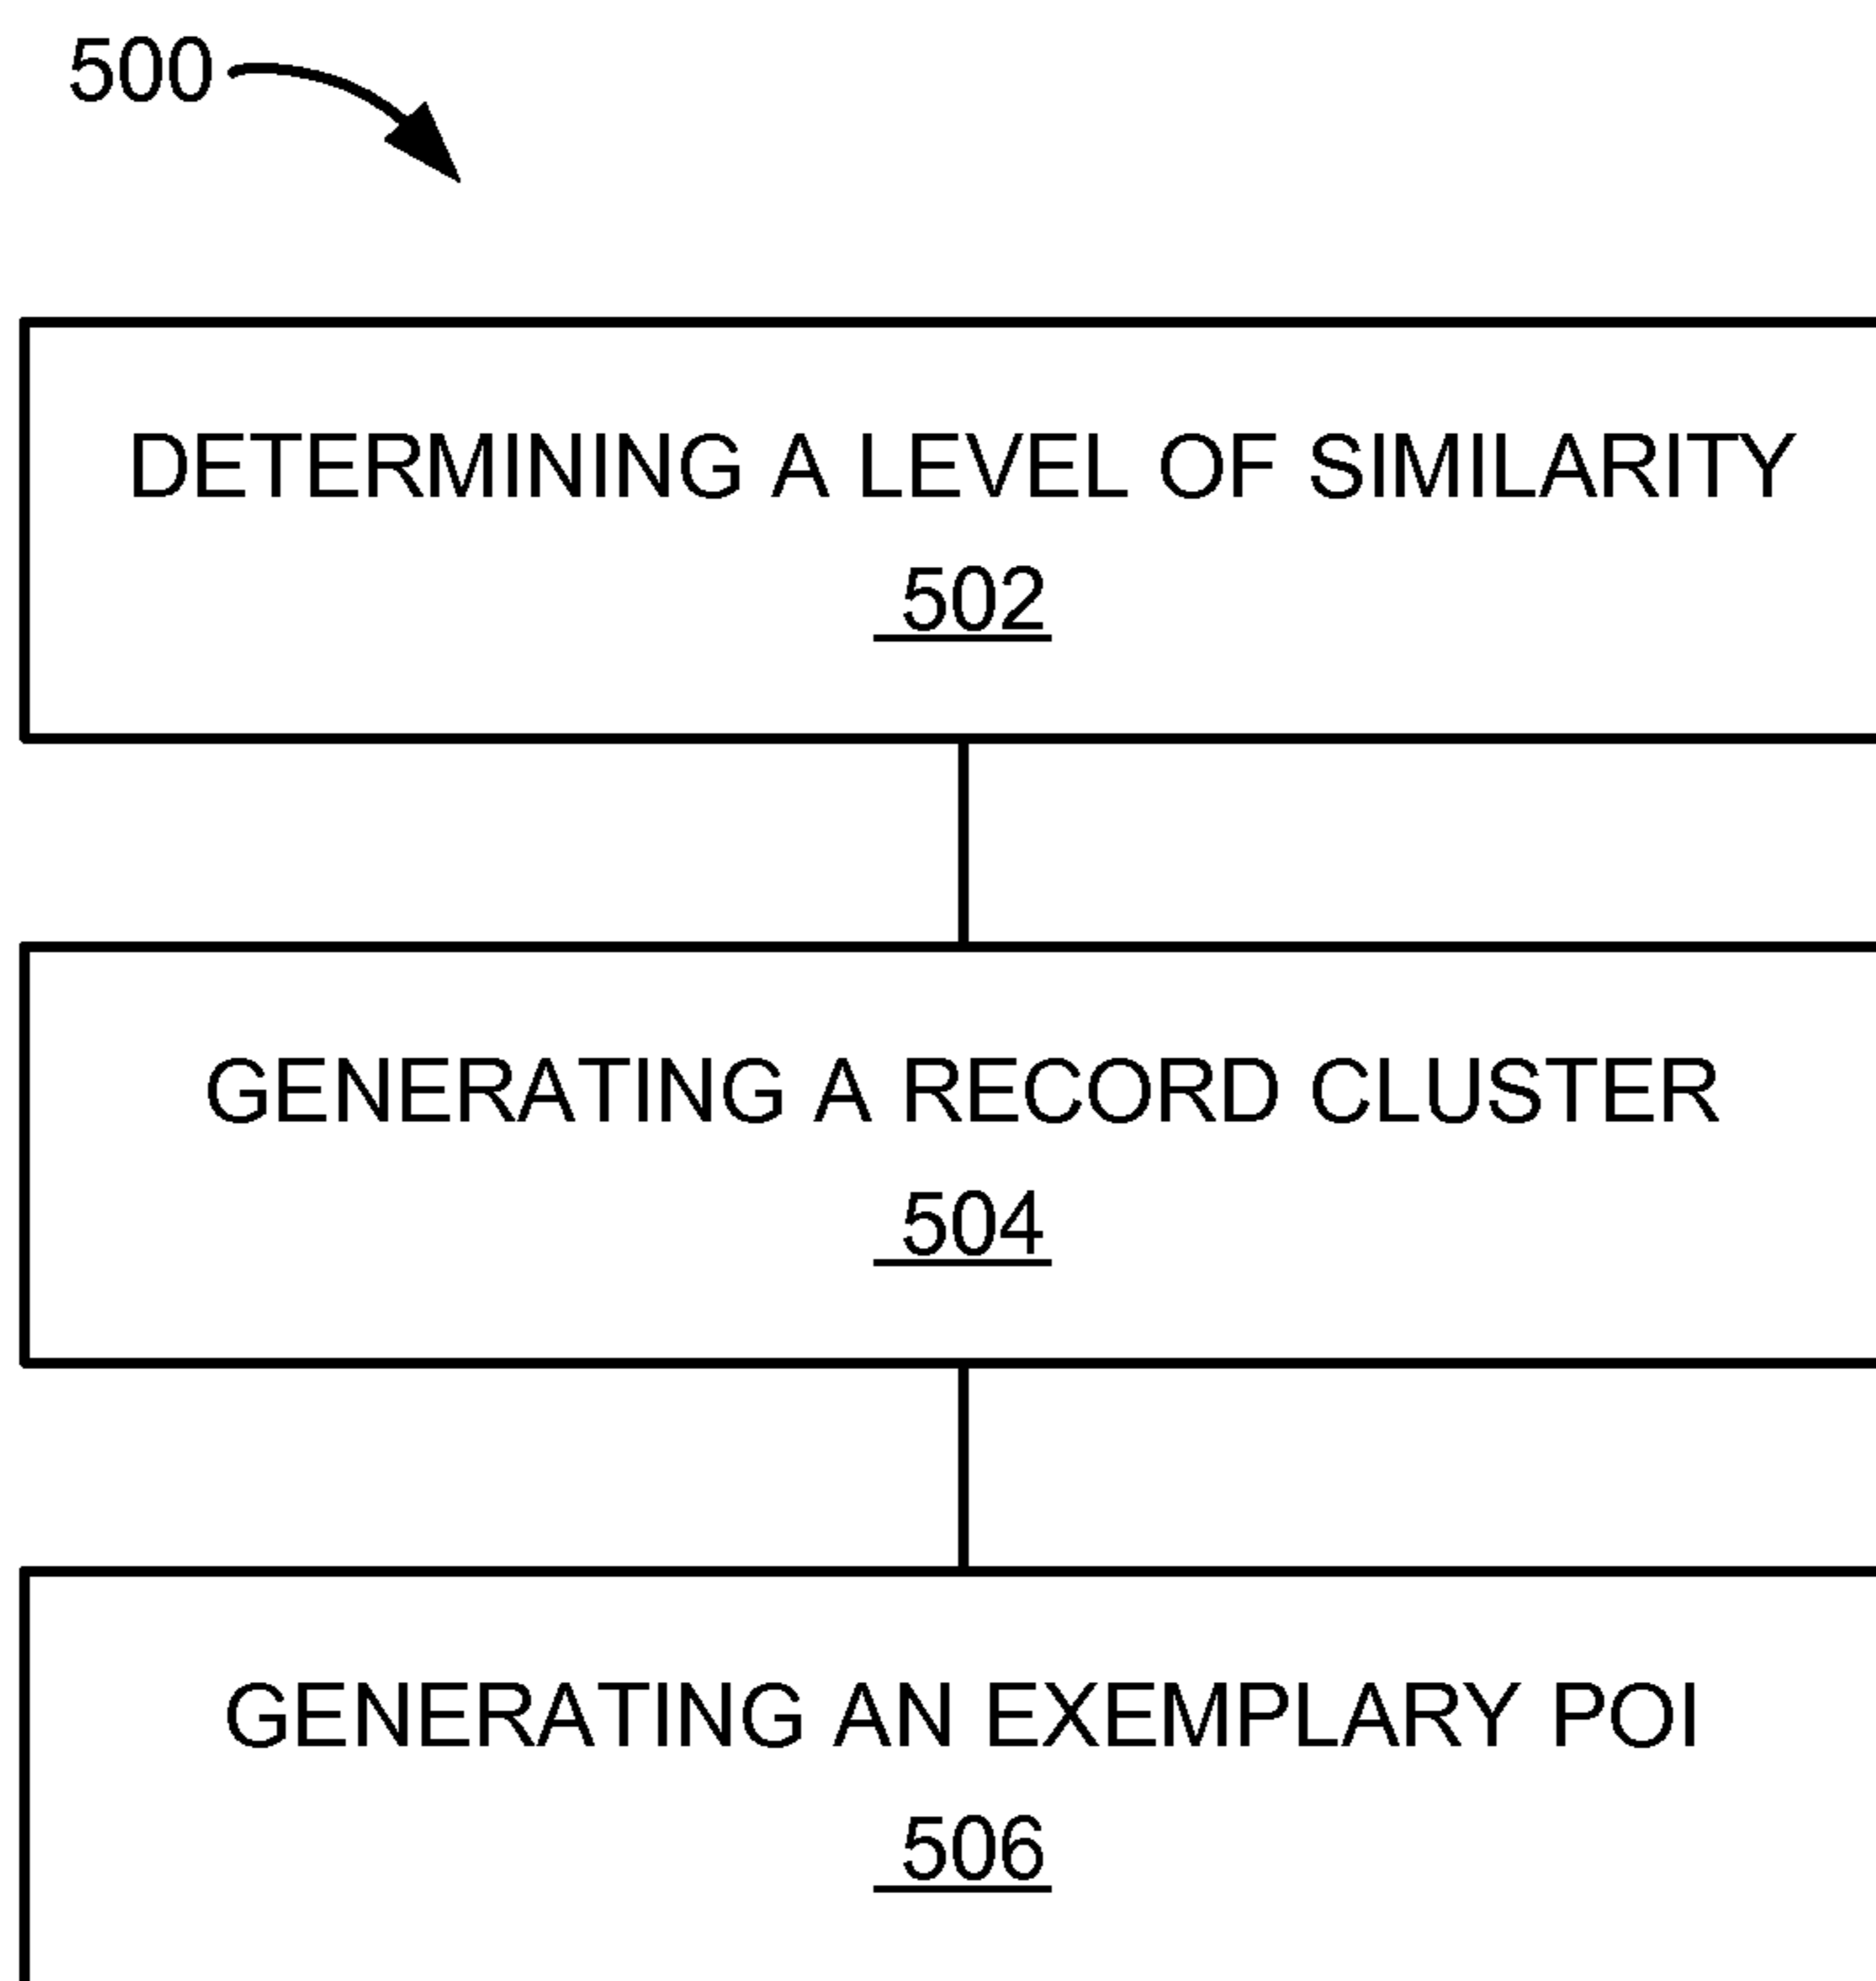 500
DETERMINING A LEVEL OF SIMILARITY
502
GENERATING A RECORD CLUSTER
504
GENERATING AN EXEMPLARY POI
506